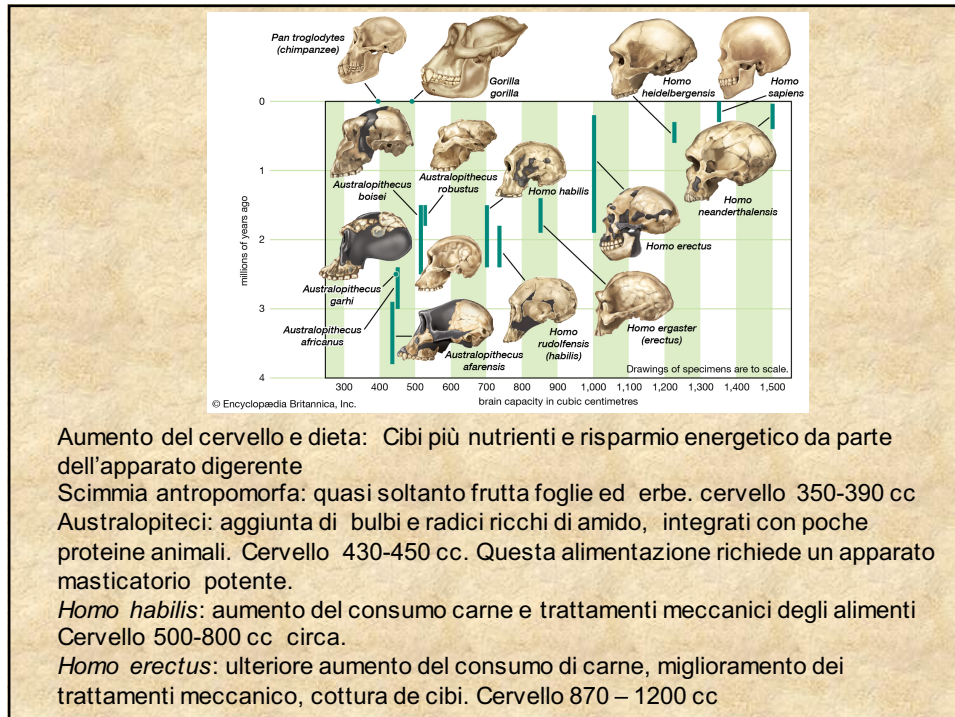 Pan troglodytes
(chimpanzee)
Gorilla
gorilla
Homo
heidelbergensis
Homo
sapiens
Australopithecus
boisei
Australopithecus
robustus
Homo habilis
Homo
neanderthalensis
Homo erectus
Australopithecus
garhi
Australopithecus
africanus
Australopithecus
afarensis
Homo
rudolfensis
(habilis)
Homo ergaster
(erectus)
Drawings of specimens are to scale.
millions of years ago
0
1
2
3
4
300 400 500 600 700 800 900 1,000 1,100 1,200 1,300 1,400 1,500
brain capacity in cubic centimetres
© Encyclopædia Britannica, Inc.
Aumento del cervello e dieta: Cibi più nutrienti e risparmio energetico da parte
dell'apparato digerente
Scimmia antropomorfa: quasi soltanto frutta foglie ed erbe. cervello 350-390 cc
Australopiteci: aggiunta di bulbi e radici ricchi di amido, integrati con poche
proteine animali. Cervello 430-450 cc. Questa alimentazione richiede un apparato
masticatorio potente.
Homo habilis: aumento del consumo carne e trattamenti meccanici degli alimenti
Cervello 500-800 cc circa.
Homo erectus: ulteriore aumento del consumo di carne, miglioramento dei
trattamenti meccanico, cottura de cibi. Cervello 870 – 1200 cc